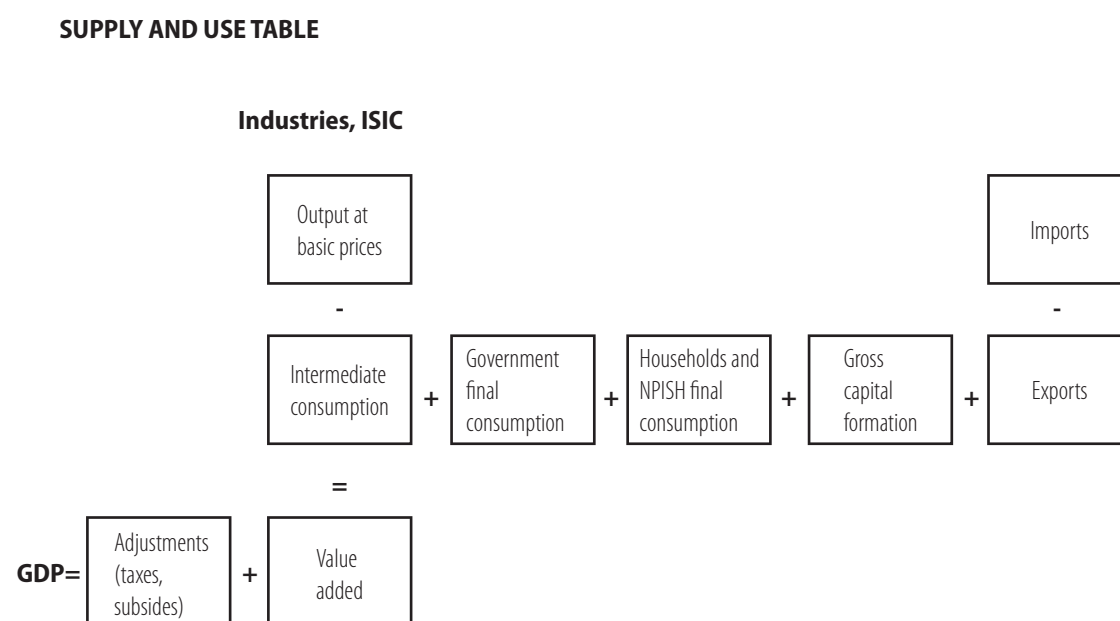 SUPPLY AND USE TABLE
Industries, ISIC
Output at
basic prices
Imports
-
-
Intermediate
consumption
+
Government
final
consumption
+
Households and
NPISH final
consumption
+
Gross
capital
formation
+
Exports
=
GDP=
Adjustments
(taxes,
subsides)
+
Value
added